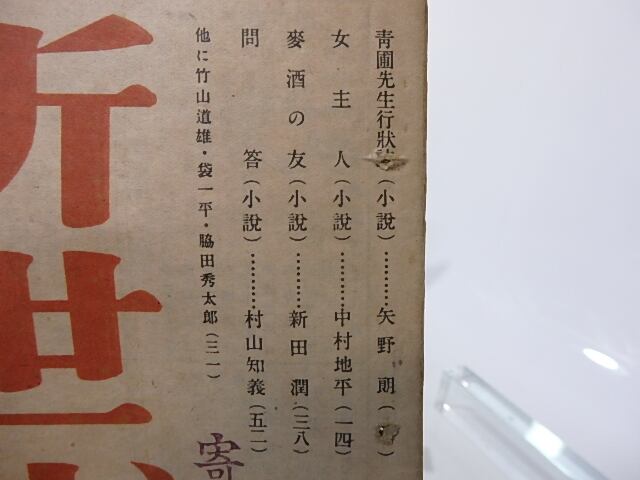 青圃先生行狀(小說)………矢野朗
女主人(小說)………中村地平(一四)
麥酒の友(小說)………新田潤(三八)
問答(小說)………村山知義(五二)
他に竹山道雄・袋一平・脇田秀太郎(三一)
新世
寄